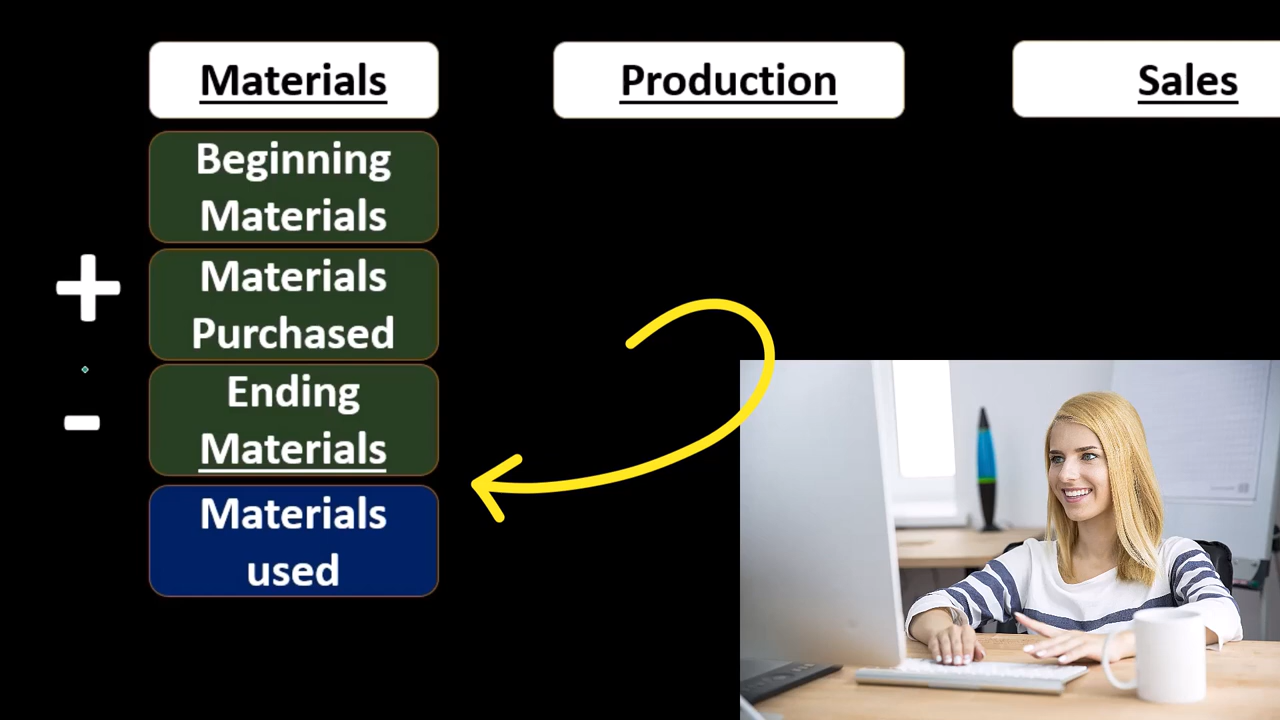 Materials
Production
Sales
Beginning
Materials
+
Materials
Purchased
-
Ending
Materials
Materials
used